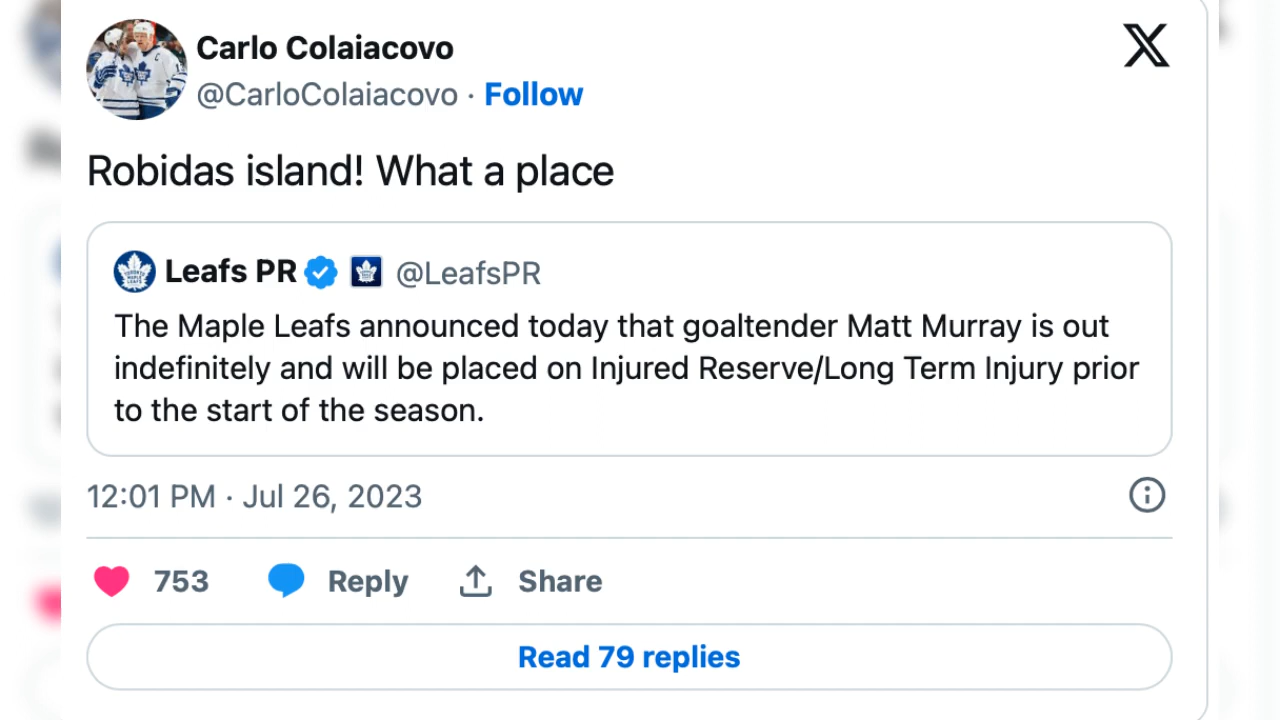 Carlo Colaiacovo
@CarloColaiacovo · Follow
Robidas island! What a place
Leafs PR @LeafsPR
The Maple Leafs announced today that goaltender Matt Murray is out
indefinitely and will be placed on Injured Reserve/Long Term Injury prior
to the start of the season.
12:01 PM · Jul 26, 2023
753 Reply Share
Read 79 replies